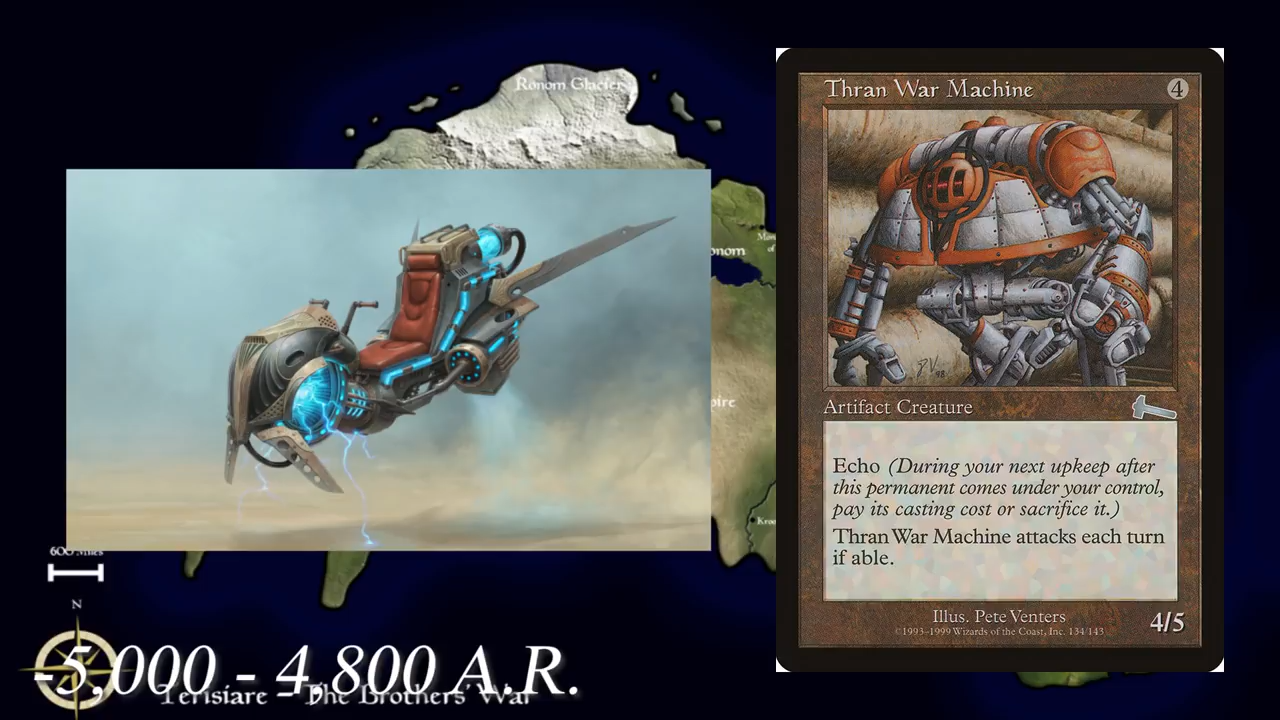 Ronom Glacier
onom
pire
600 Miles
N
-5,000 - 4,800 A.R.
Terisiare - The Brothers' War
Thran War Machine
4
Artifact Creature
Echo (During your next upkeep after
this permanent comes under your control,
pay its casting cost or sacrifice it.)
Thran War Machine attacks each turn
if able.
Illus. Pete Venters
©1993-1999 Wizards of the Coast, Inc. 134/143
4/5